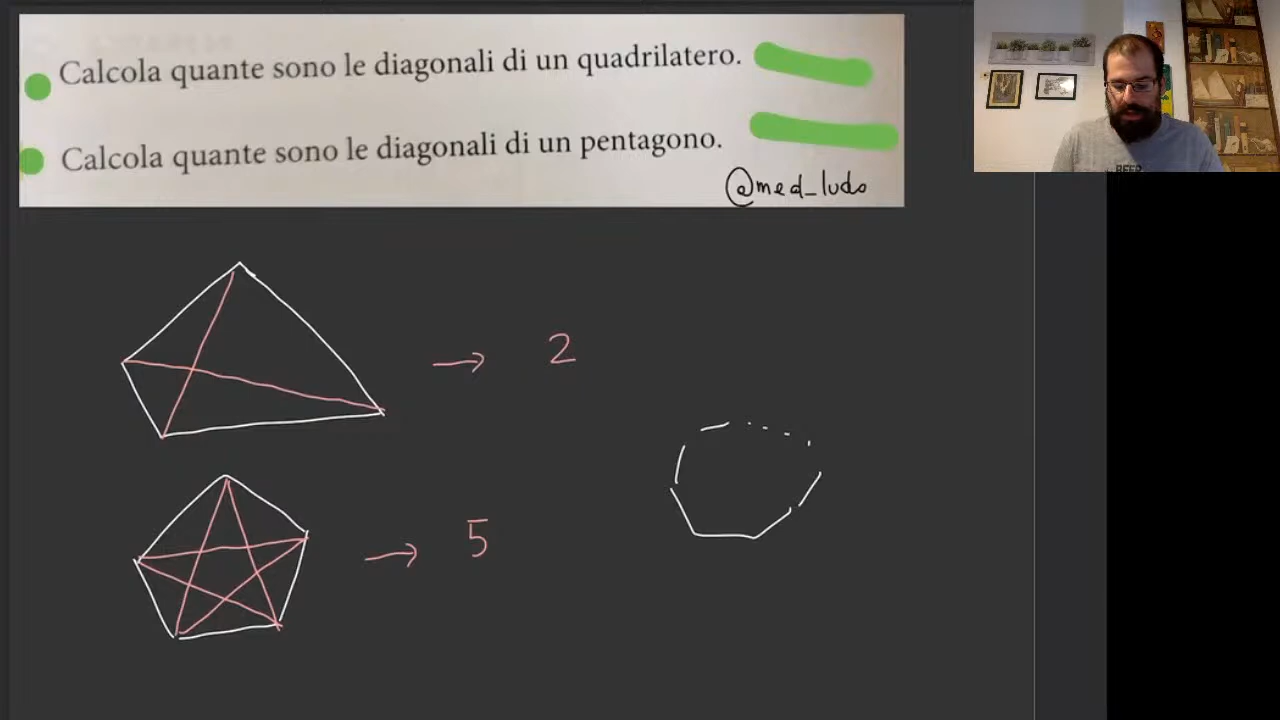 Calcola quante sono le diagonali di un quadrilatero.
Calcola quante sono le diagonali di un pentagono.
@med_ludo
→ 2
→ 5
BEER